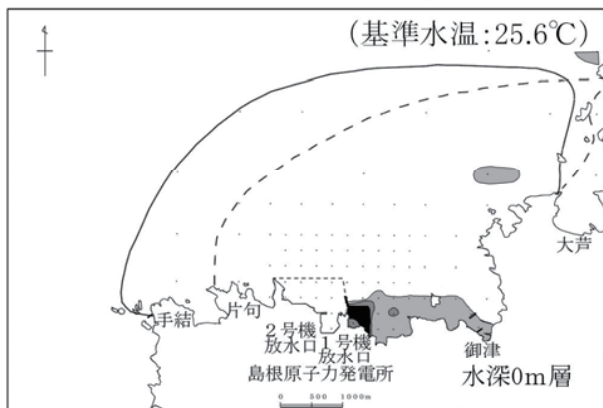 (基準水温:25.6℃)
大芦
手結
片句
2号機
放水口
1号機
放水口
御津
島根原子力発電所
水深0m層
0 500 1000m